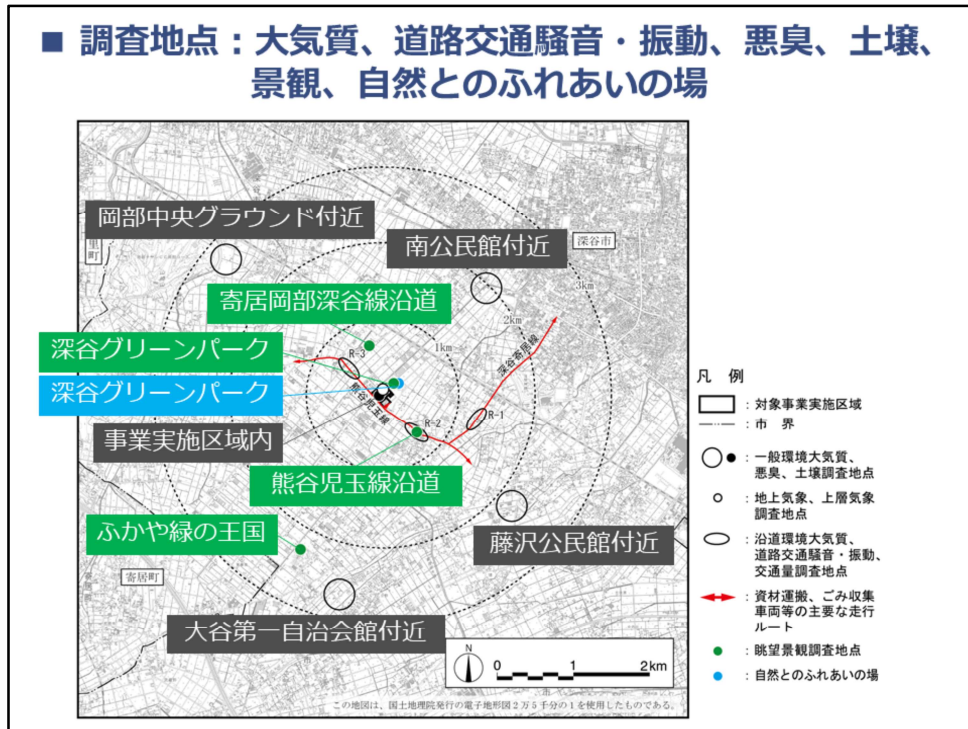 ■ 調査地点：大気質、道路交通騒音・振動、悪臭、土壌、
景観、自然とのふれあいの場
岡部中央グラウンド付近
南公民館付近
深谷市
里町
3km
寄居岡部深谷線沿道
2km
深谷グリーンパーク
R-3
1km
深谷寄居線
深谷グリーンパーク
熊谷児玉線
R-1
事業実施区域内
R-2
熊谷児玉線沿道
ふかや緑の王国
藤沢公民館付近
寄居町
大谷第一自治会館付近
N
0 1 2km
この地図は、国土地理院発行の電子地形図2万5千分の1を使用したものである。
凡 例
：対象事業実施区域
：市 界
：一般環境大気質、
悪臭、土壌調査地点
：地上気象、上層気象
調査地点
：沿道環境大気質、
道路交通騒音・振動、
交通量調査地点
：資材運搬、ごみ収集
車両等の主要な走行
ルート
：眺望景観調査地点
：自然とのふれあいの場